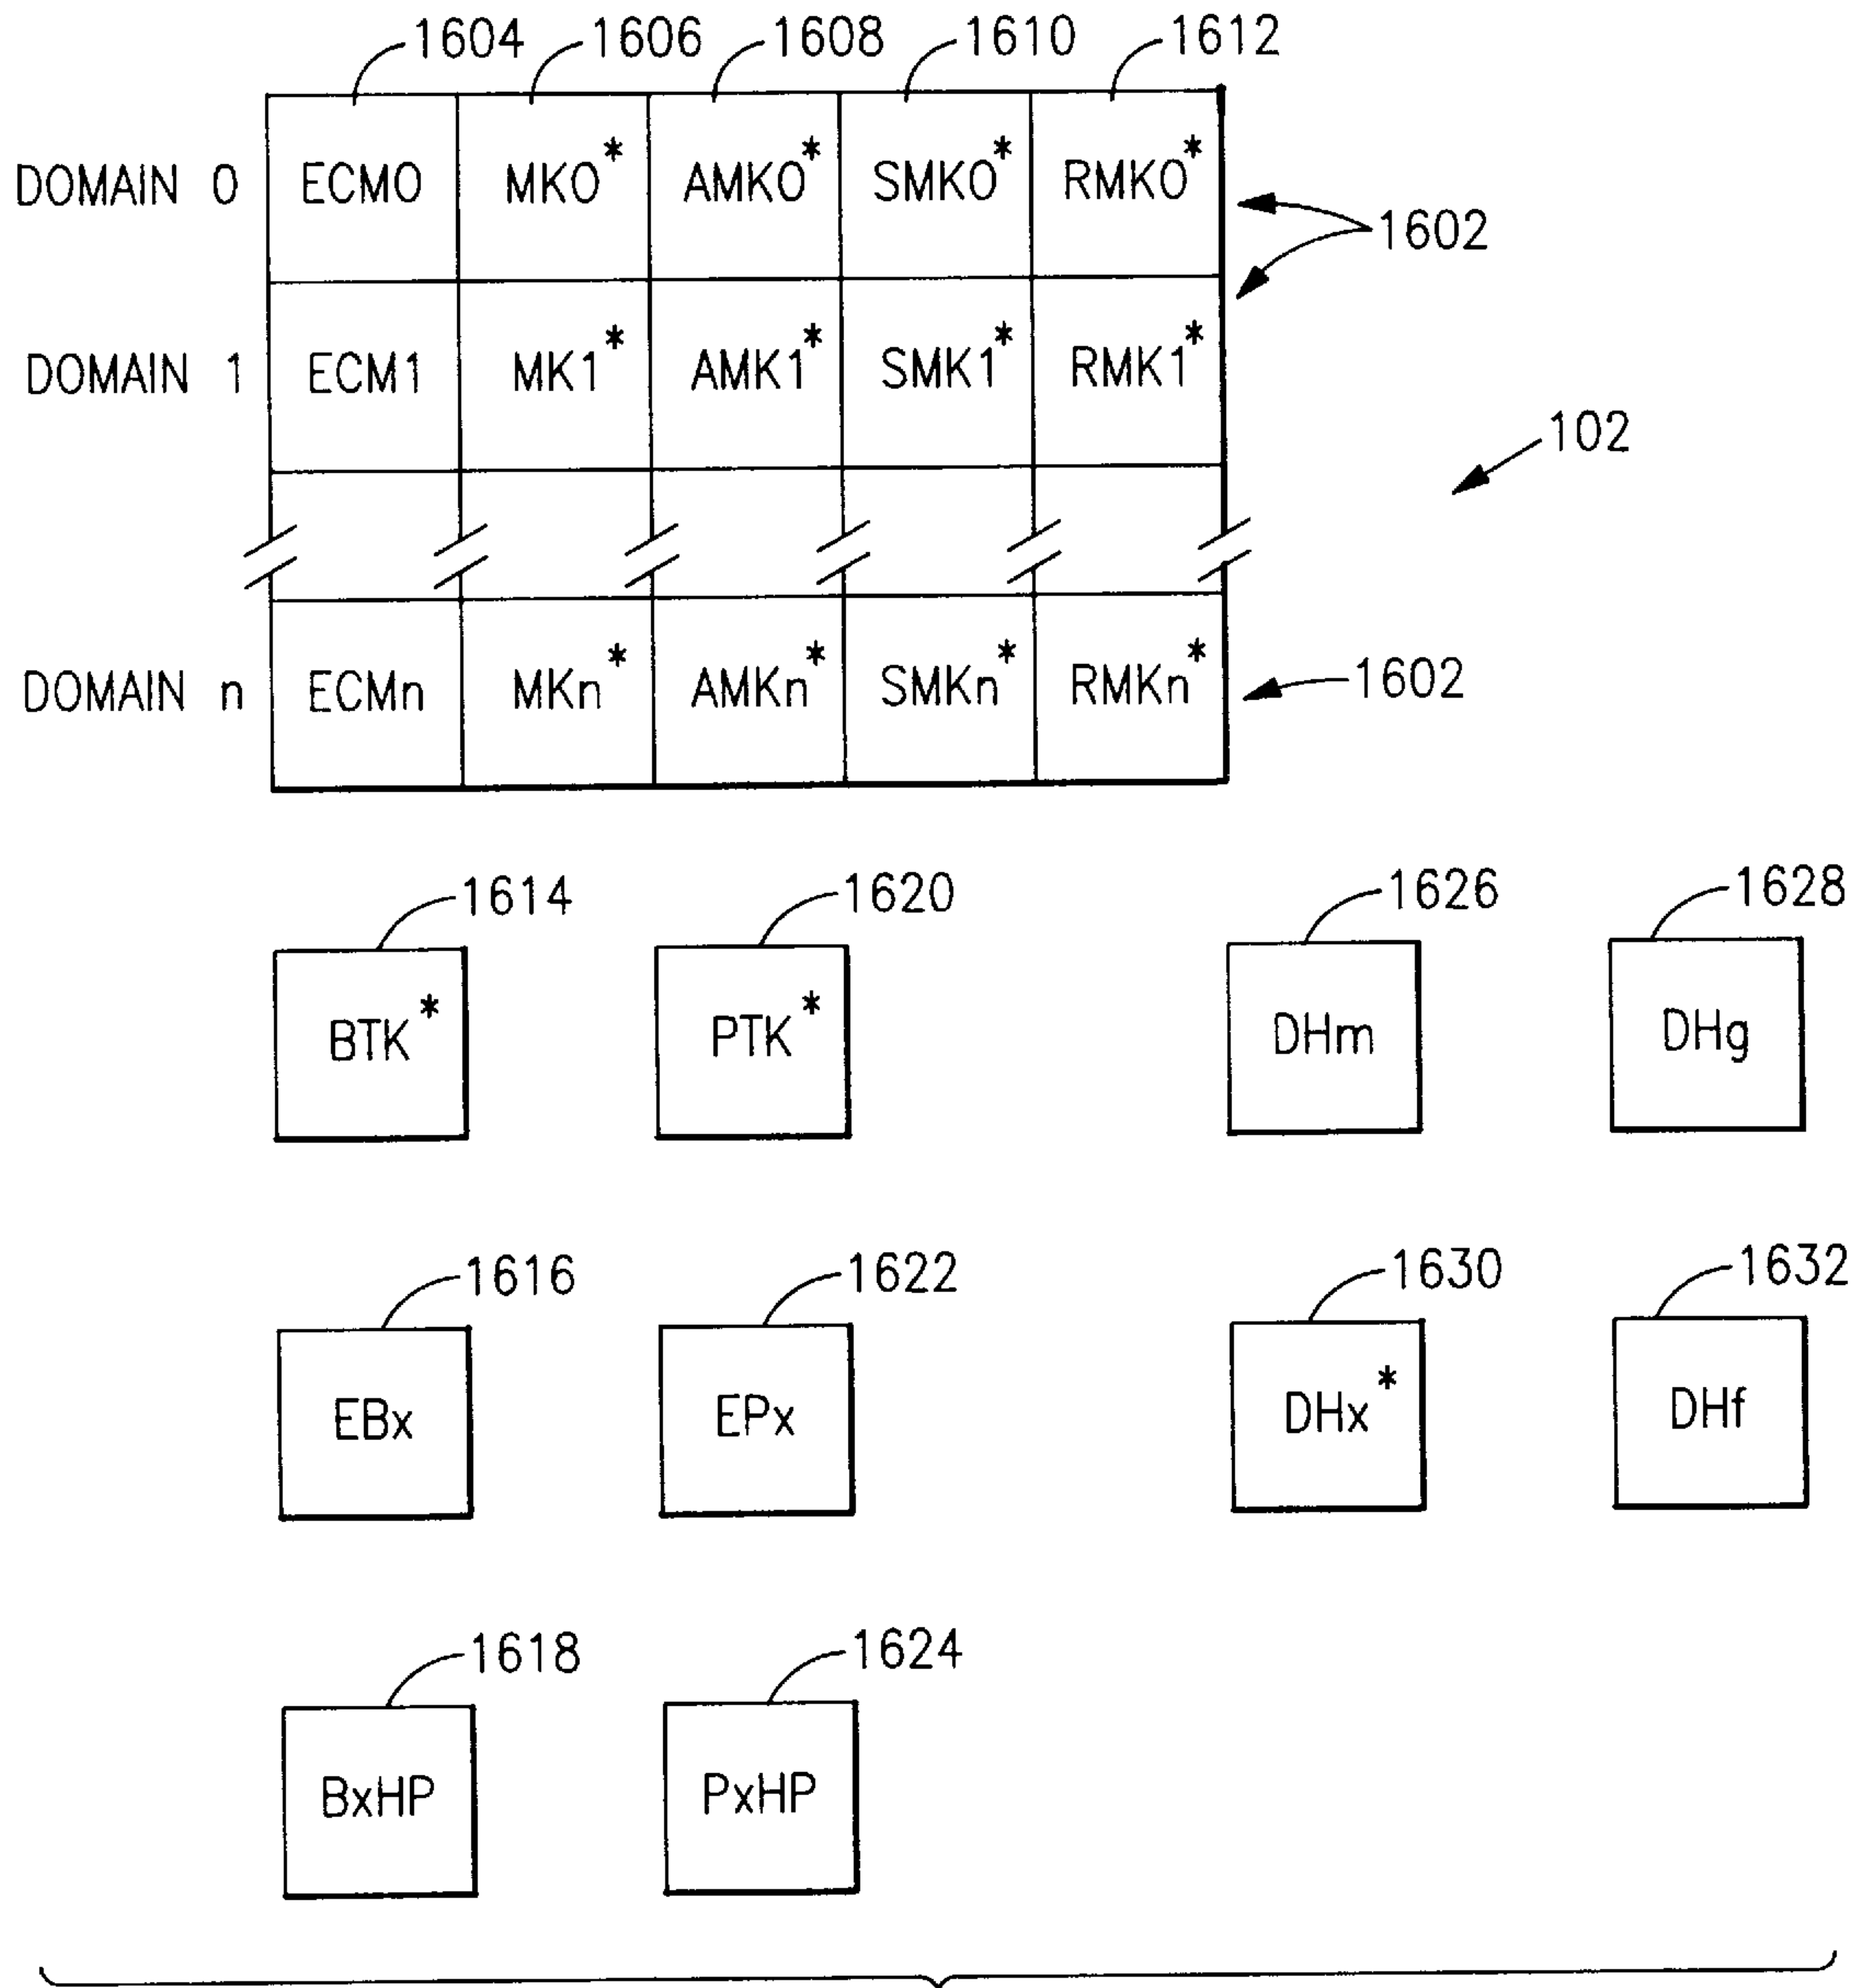 1604 1606 1608 1610 1612
DOMAIN 0 ECM0 MK0* AMK0* SMK0* RMK0*
1602
DOMAIN 1 ECM1 MK1* AMK1* SMK1* RMK1*
102
DOMAIN n ECMn MKn* AMKn* SMKn* RMKn* 1602
1614 1620 1626 1628
BTK* PTK* DHm DHg
1616 1622 1630 1632
EBx EPx DHx* DHf
1618 1624
BxHP PxHP